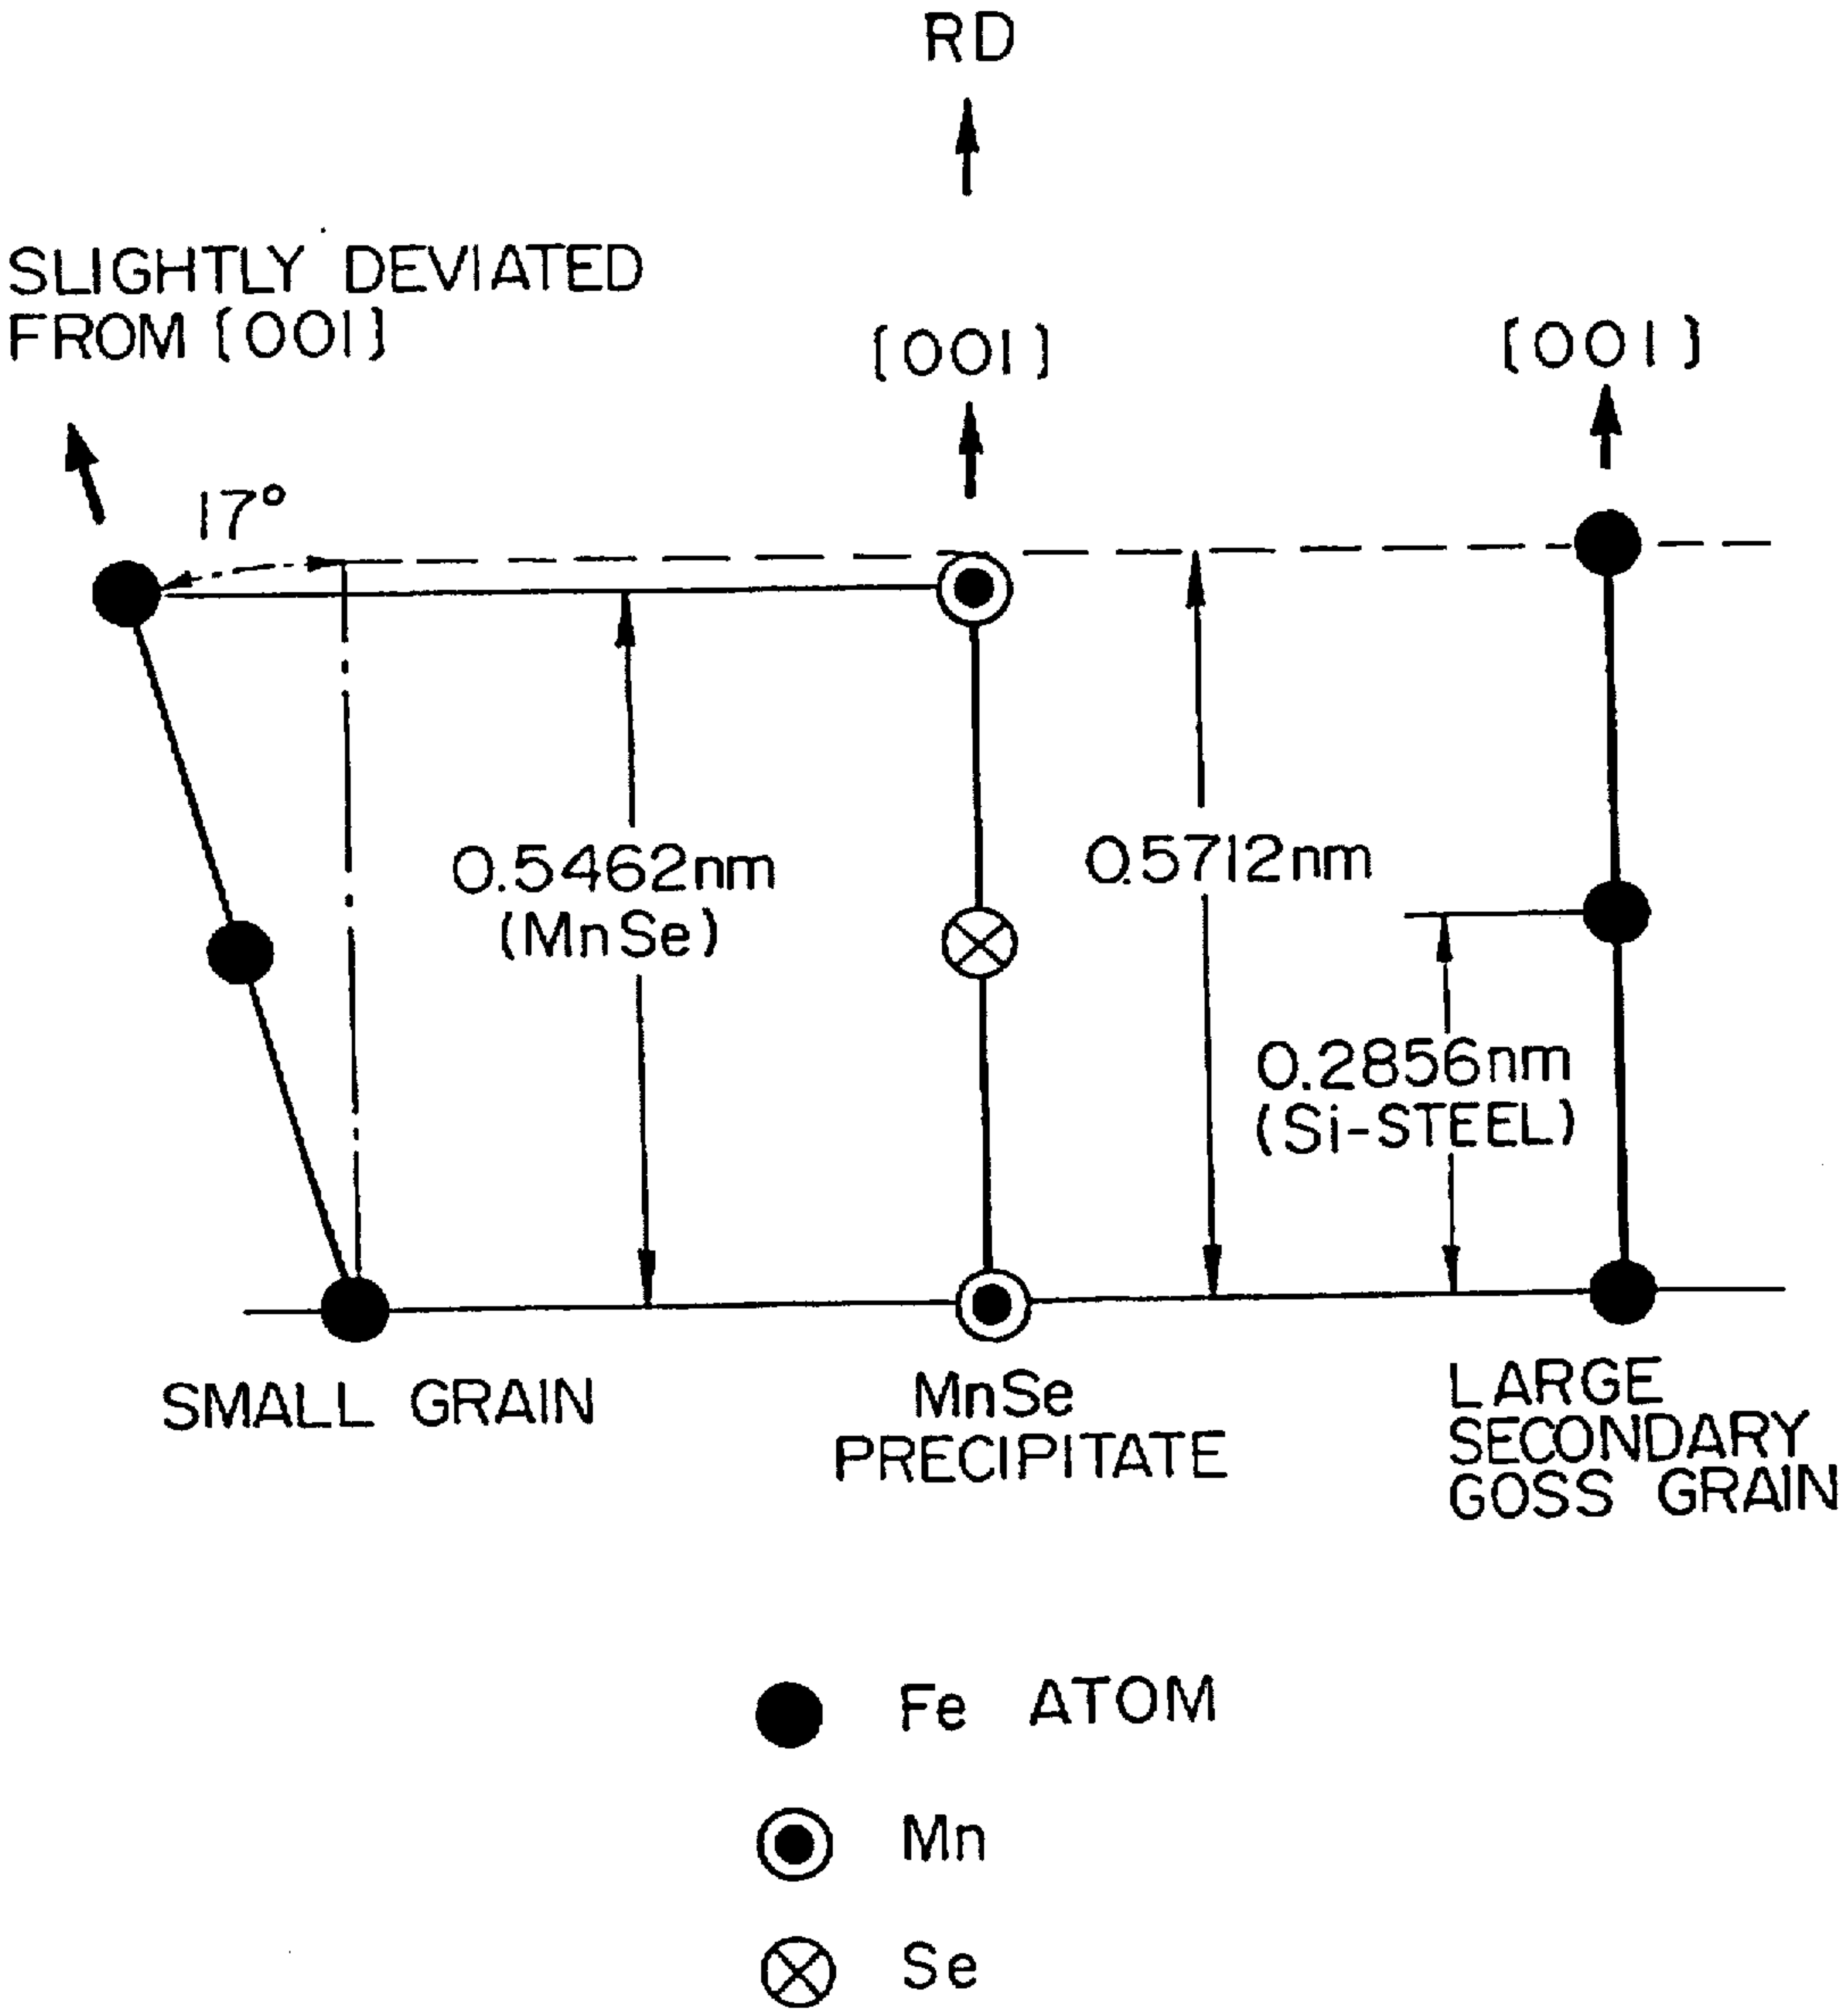 RD
SLIGHTLY DEVIATED
FROM [001]
[001]
[001]
17°
0.5462nm
(MnSe)
0.5712nm
0.2856nm
(Si-STEEL)
SMALL GRAIN
MnSe
PRECIPITATE
LARGE
SECONDARY
GOSS GRAIN
Fe ATOM
Mn
Se